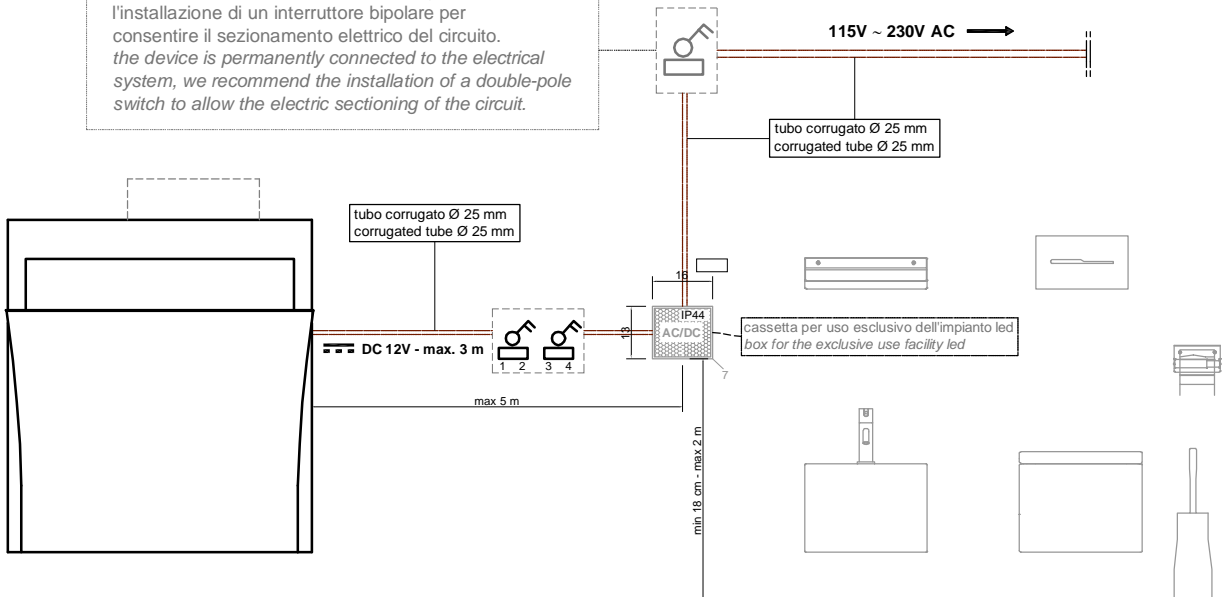 l'installazione di un interruttore bipolare per
consentire il sezionamento elettrico del circuito.
the device is permanently connected to the electrical
system, we recommend the installation of a double-pole
switch to allow the electric sectioning of the circuit.
115V ~ 230V AC
tubo corrugato Ø 25 mm
corrugated tube Ø 25 mm
tubo corrugato Ø 25 mm
corrugated tube Ø 25 mm
16
13
IP44
AC/DC
cassetta per uso esclusivo dell'impianto led
box for the exclusive use facility led
DC 12V - max. 3 m
1 2 3 4
7
max 5 m
min 18 cm - max 2 m